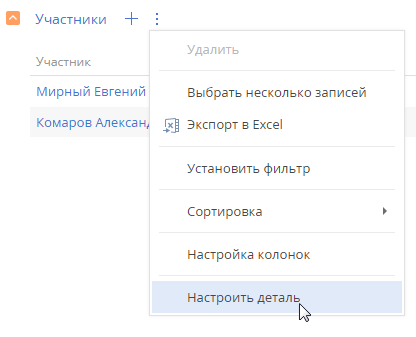 Участники
Удалить
Участник
Выбрать несколько записей
Мирный Евгений
Экспорт в Excel
Комаров Александ
Установить фильтр
Сортировка
Настройка колонок
Настроить деталь